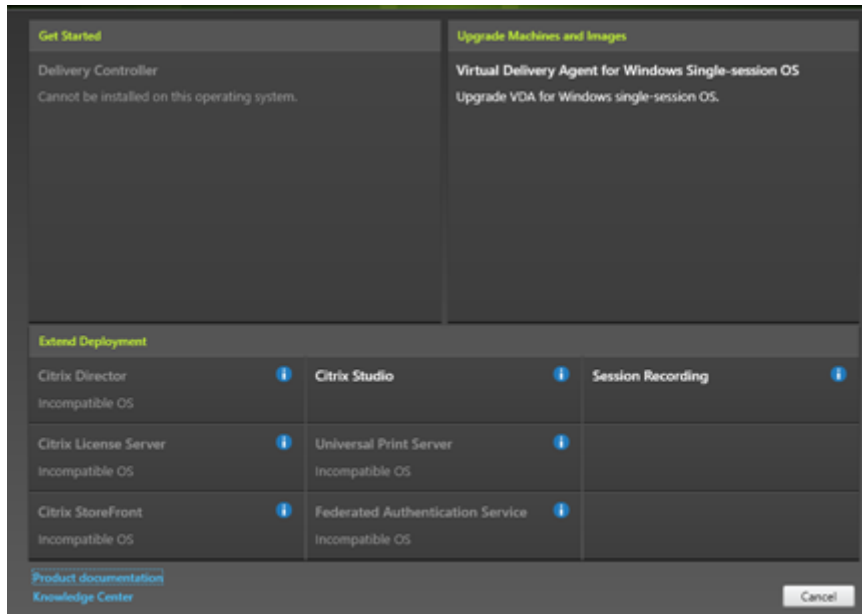 Get Started
Delivery Controller
Cannot be installed on this operating system.
Upgrade Machines and Images
Virtual Delivery Agent for Windows Single-session OS
Upgrade VDA for Windows single-session OS.
Extend Deployment
Citrix Director
Incompatible OS
Citrix Studio
Session Recording
Citrix License Server
Incompatible OS
Universal Print Server
Incompatible OS
Citrix StoreFront
Incompatible OS
Federated Authentication Service
Incompatible OS
Product documentation
Knowledge Center
Cancel